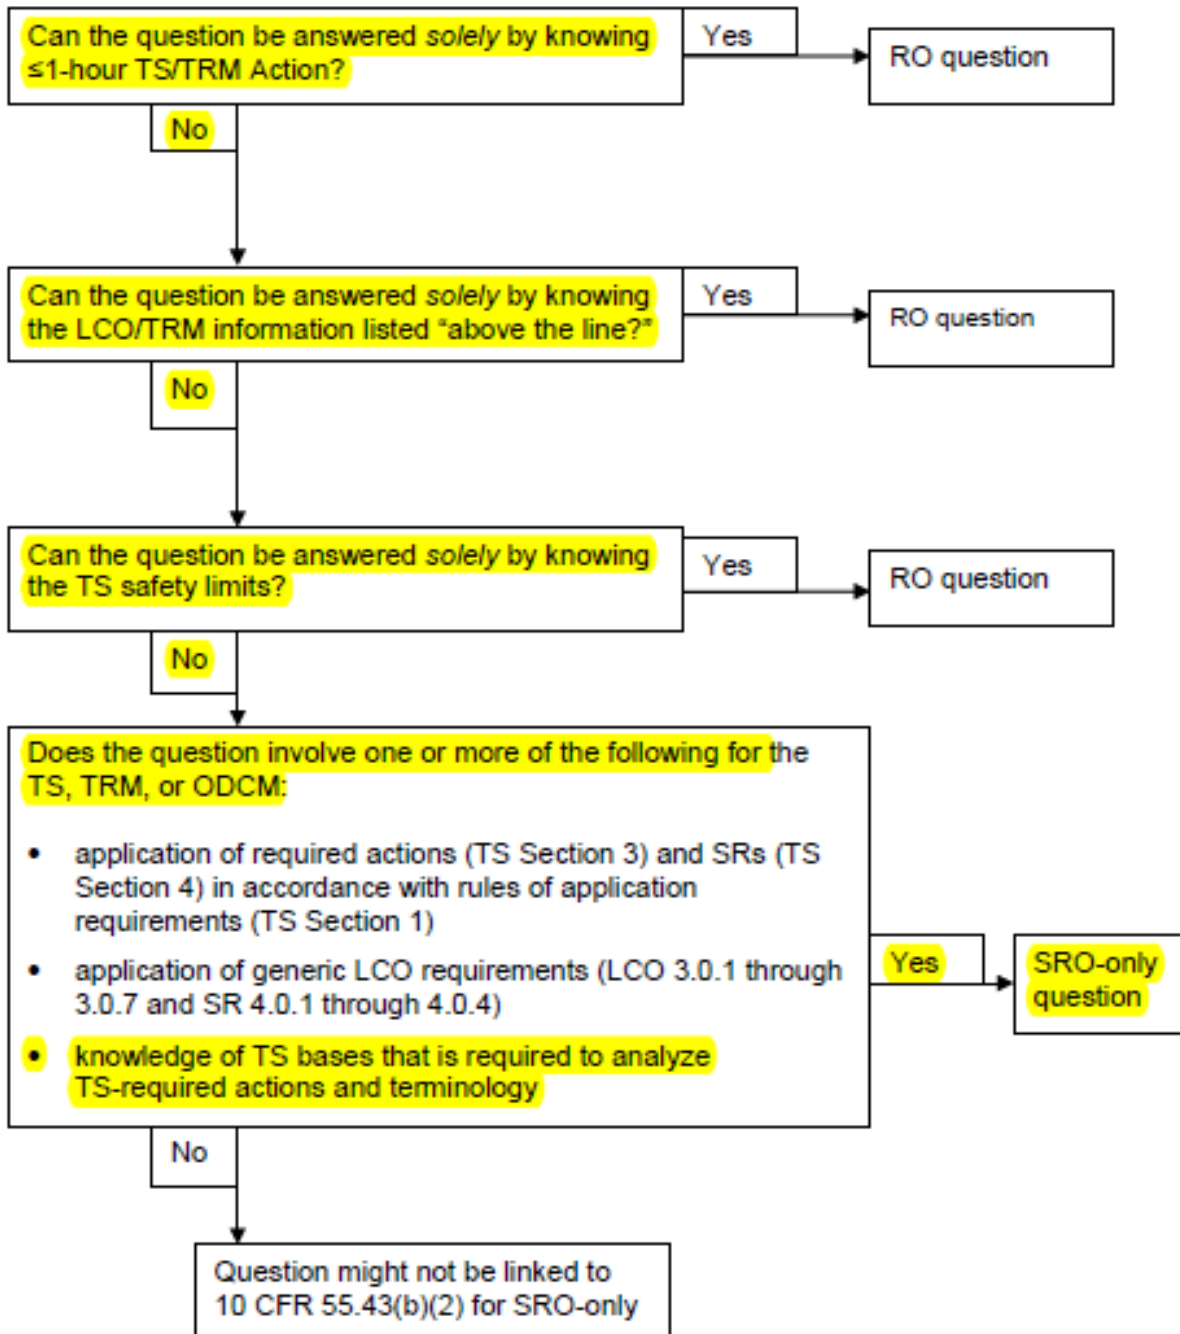 Can the question be answered solely by knowing
≤1-hour TS/TRM Action?
Yes
RO question
No
Can the question be answered solely by knowing
the LCO/TRM information listed “above the line?”
Yes
RO question
No
Can the question be answered solely by knowing
the TS safety limits?
Yes
RO question
No
Does the question involve one or more of the following for the
TS, TRM, or ODCM:
• application of required actions (TS Section 3) and SRs (TS
Section 4) in accordance with rules of application
requirements (TS Section 1)
• application of generic LCO requirements (LCO 3.0.1 through
3.0.7 and SR 4.0.1 through 4.0.4)
• knowledge of TS bases that is required to analyze
TS-required actions and terminology
Yes
SRO-only
question
No
Question might not be linked to
10 CFR 55.43(b)(2) for SRO-only